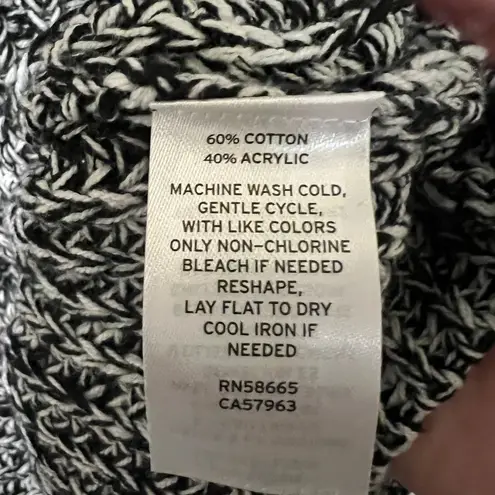 60% COTTON
40% ACRYLIC
MACHINE WASH COLD,
GENTLE CYCLE,
WITH LIKE COLORS
ONLY NON-CHLORINE
BLEACH IF NEEDED
RESHAPE,
LAY FLAT TO DRY
COOL IRON IF
NEEDED
RN58665
CA57963